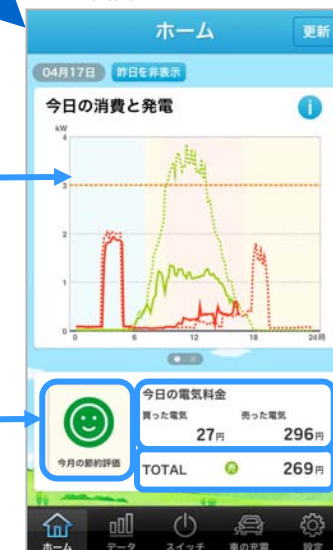 ホーム
更新
04月17日
昨日を非表示
今日の消費と発電
kW
4
3
2
1
0
0 6 12 18 24時
今日の電気料金
買った電気 売った電気
27円 296円
今月の節約評価
TOTAL 269円
ホーム データ スイッチ 車の充電 設定